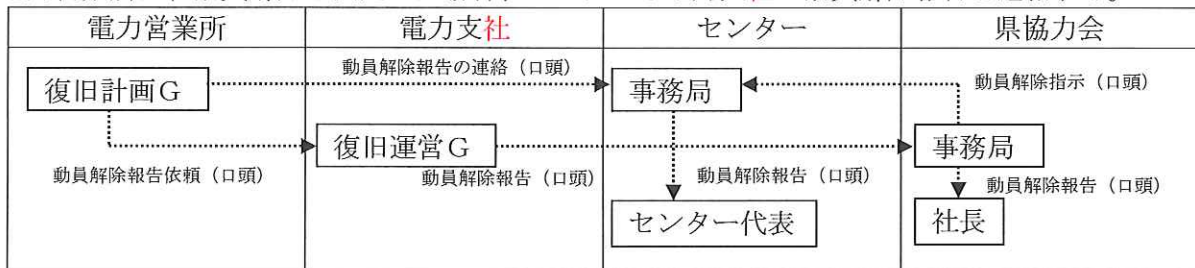 電力営業所 電力支社 センター 県協力会
動員解除報告の連絡（口頭）
復旧計画G 事務局 動員解除指示（口頭）
復旧運営G 事務局
動員解除報告依頼（口頭） 動員解除報告（口頭） 動員解除報告（口頭） 動員解除報告（口頭）
センター代表 社長